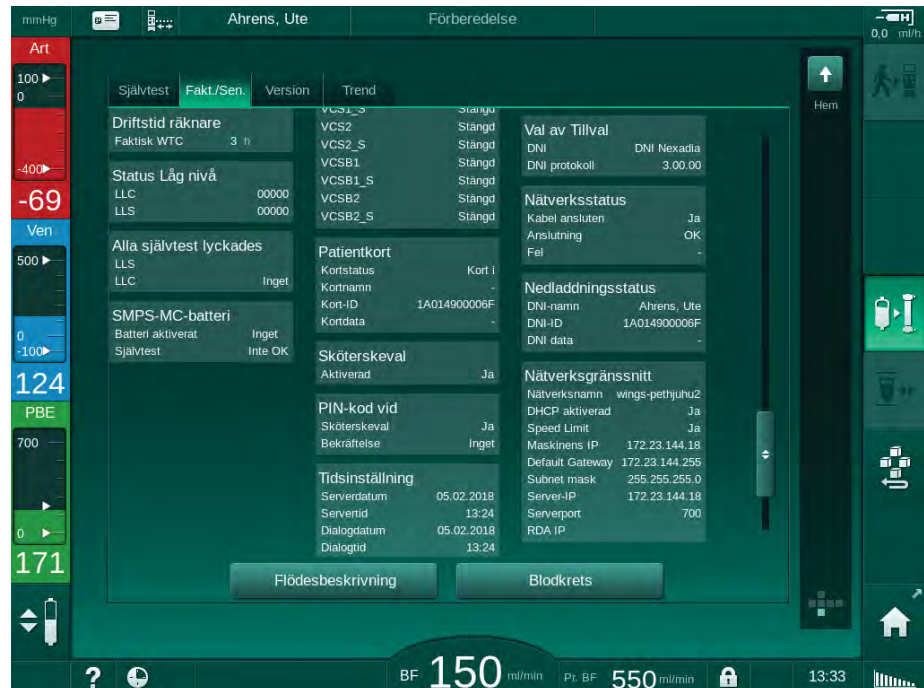 mmHg
Ahrens, Ute
Förberedelse
0,0 ml/h
Art
100
0
-400
-69
Ven
500
0
-100
124
PBE
700
0
171
Självtest
Fakt./Sen.
Version
Trend
Hem
Driftstid räknare
Faktisk WTC 3 h
Status Låg nivå
LLC 00000
LLS 00000
Alla självtest lyckades
LLS
LLC Inget
SMPS-MC-batteri
Batteri aktiverat Inget
Självtest Inte OK
VCS1_S Stängd
VCS2 Stängd
VCS2_S Stängd
VCSB1 Stängd
VCSB1_S Stängd
VCSB2 Stängd
VCSB2_S Stängd
Patientkort
Kortstatus Kort i
Kortnamn -
Kort-ID 1A014900006F
Kortdata -
Sköterskeval
Aktiverad Ja
PIN-kod vid
Sköterskeval Ja
Bekräftelse Inget
Tidsinställning
Serverdatum 05.02.2018
Servertid 13:24
Dialogdatum 05.02.2018
Dialogtid 13:24
Val av Tillval
DNI DNI Nexadia
DNI protokoll 3.00.00
Nätverksstatus
Kabel ansluten Ja
Anslutning OK
Fel -
Nedladdningsstatus
DNI-namn Ahrens, Ute
DNI-ID 1A014900006F
DNI data -
Nätverksgränssnitt
Nätverksnamn wings-pethjuhu2
DHCP aktiverad Ja
Speed Limit Ja
Maskinens IP 172.23.144.18
Default Gateway 172.23.144.255
Subnet mask 255.255.255.0
Server-IP 172.23.144.18
Serverport 700
RDA IP
Flödesbeskrivning
Blodkrets
?
BF 150 ml/min
Pr. BF 550 ml/min
13:33